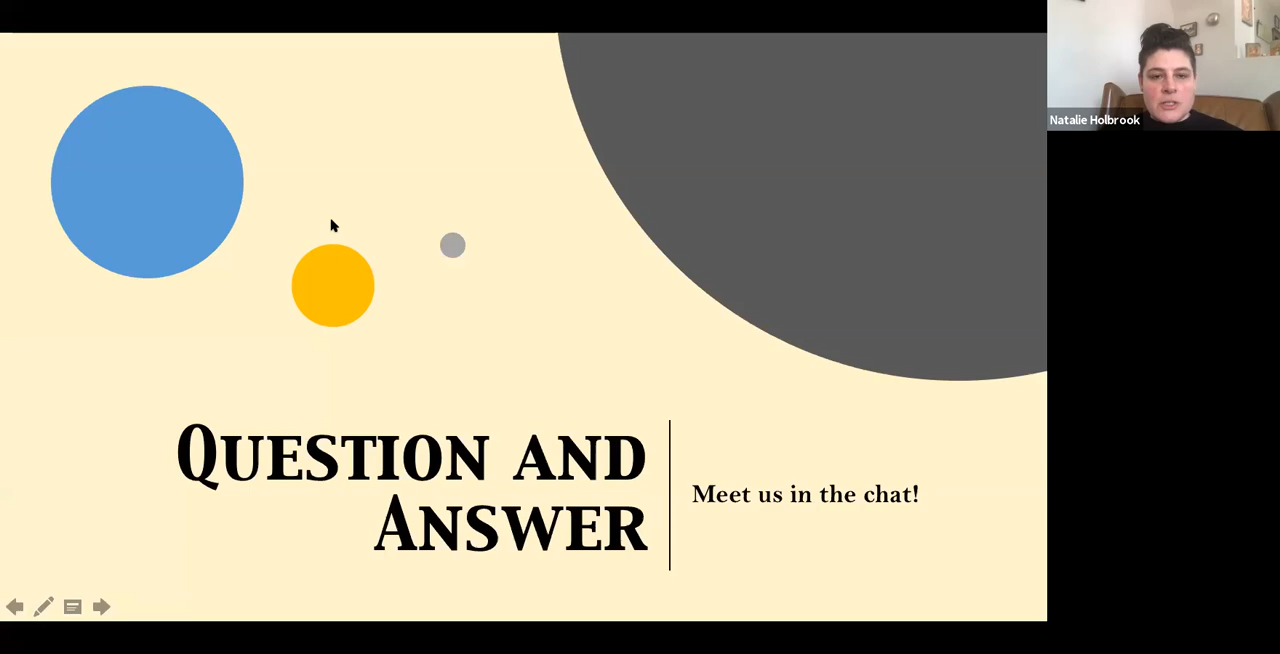 Natalie Holbrook
Question and
Answer
Meet us in the chat!